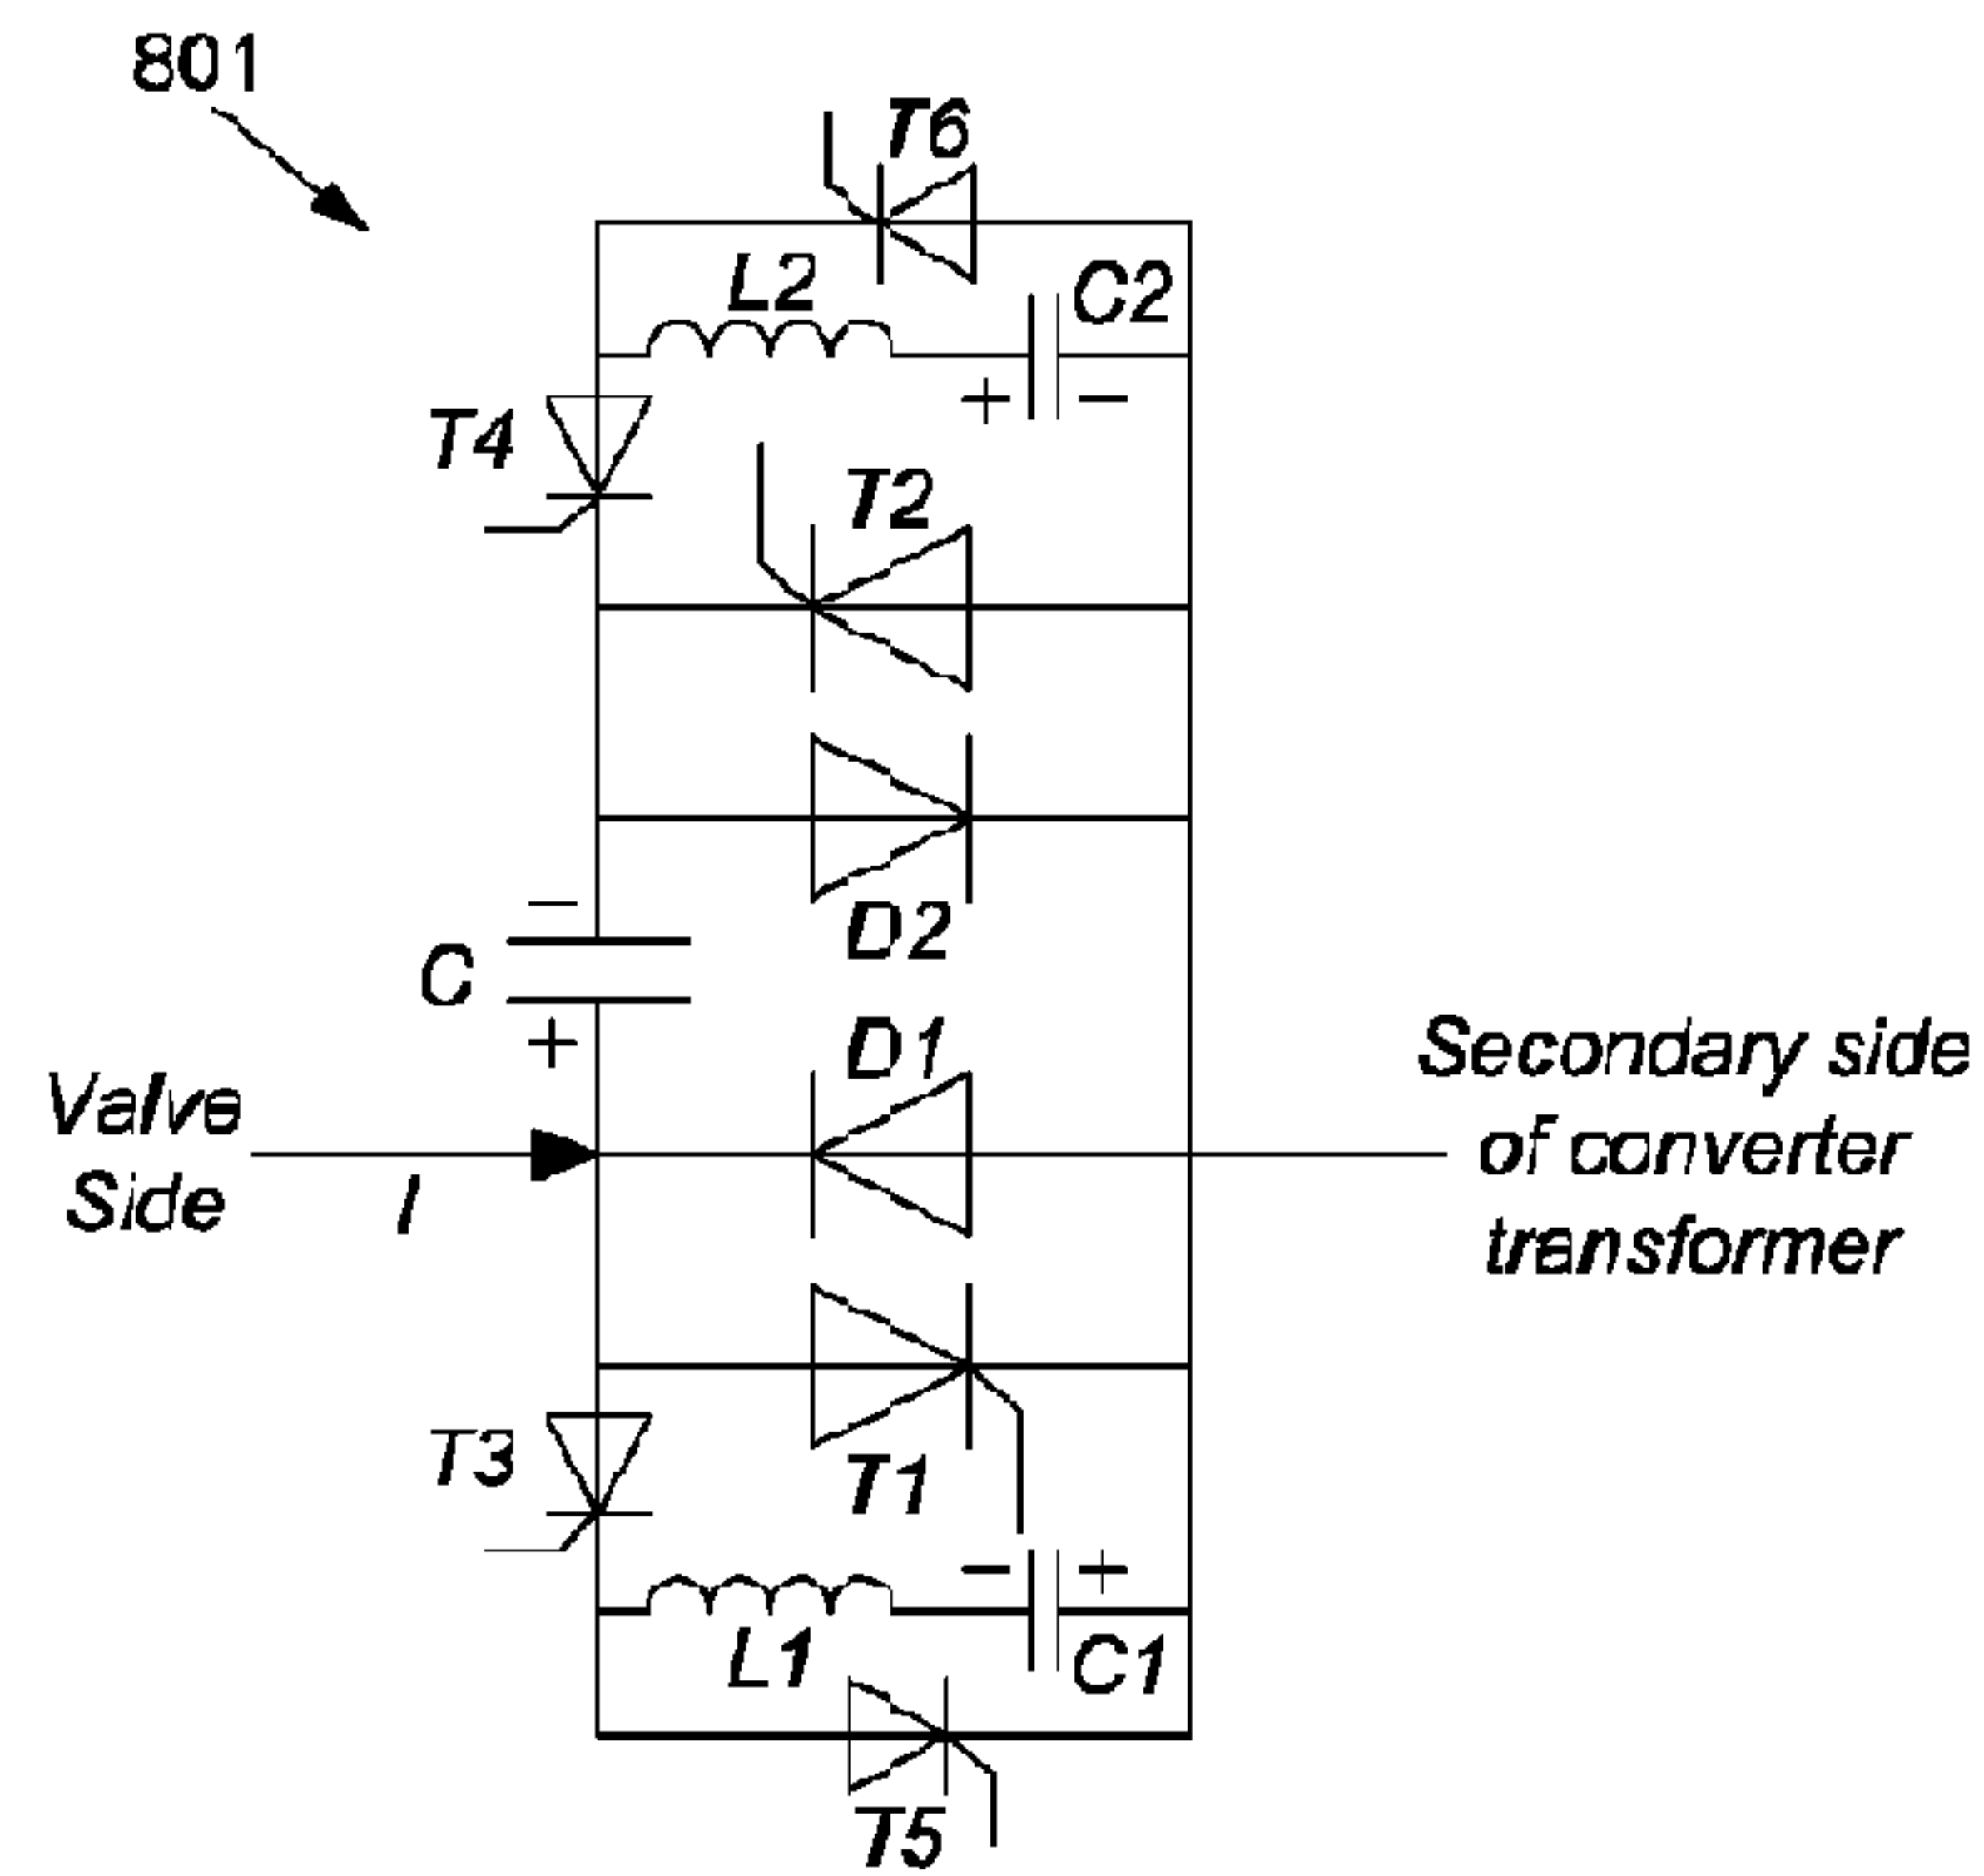 801
T6
L2
C2
+ −
T4
T2
D2
−
C
+
D1
Valve
Side
I
Secondary side
of converter
transformer
T3
T1
− +
L1
C1
T5